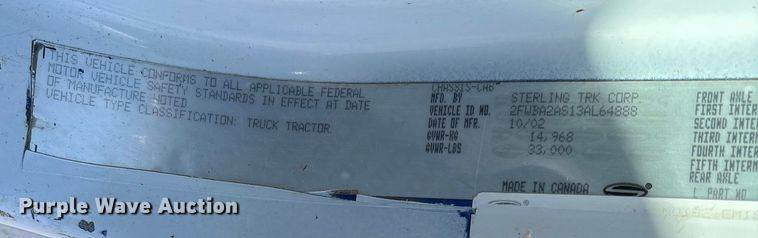 THIS VEHICLE CONFORMS TO ALL APPLICABLE FEDERAL
MOTOR VEHICLE SAFETY STANDARDS IN EFFECT AT DATE
OF MANUFACTURE NOTED
VEHICLE TYPE CLASSIFICATION: TRUCK TRACTOR
CHASSIS-CAB
MFD. BY STERLING TRK CORP.
VEHICLE ID NO. 2FWBA2AS13AL64888
DATE OF MFR. 10/02
GVWR-KG 14,968
GVWR-LBS 33,000
MADE IN CANADA
FRONT AXLE
FIRST INTER
SECOND INTE
THIRD INTER
FOURTH INTE
FIFTH INTER
REAR AXLE
L PART NO
EMIS
Purple Wave Auction